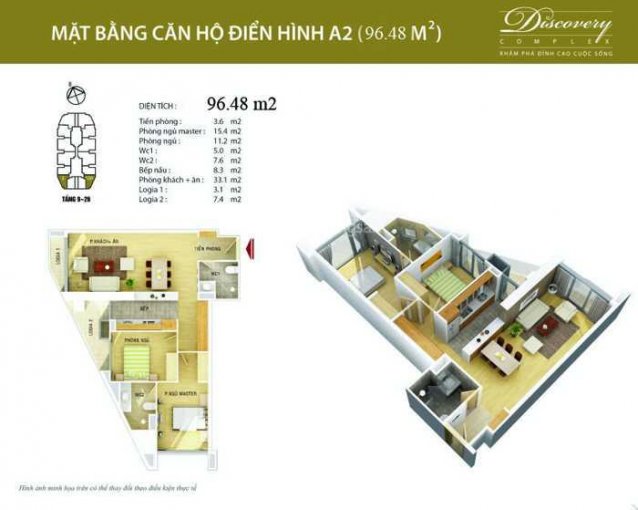 MẶT BẰNG CĂN HỘ ĐIỂN HÌNH A2 (96.48 M²)
Discovery
COMPLEX
KHÁM PHÁ ĐỈNH CAO CUỘC SỐNG
DIỆN TÍCH : 96.48 m2
Tiền phòng : 3.6 m2
Phòng ngủ master : 15.4 m2
Phòng ngủ : 11.2 m2
Wc1 : 5.0 m2
Wc2 : 7.6 m2
Bếp nấu : 8.3 m2
Phòng khách + ăn : 33.1 m2
Logia 1 : 3.1 m2
Logia 2 : 7.4 m2
TẦNG 9-28
P.KHÁCH+ ĂN
TIỀN PHÒNG
LOGIA 1
WC1
BẾP
LOGIA 2
PHÒNG NGỦ
WC2
P.NGỦ MASTER
Hình ảnh minh họa trên có thể thay đổi theo điều kiện thực tế